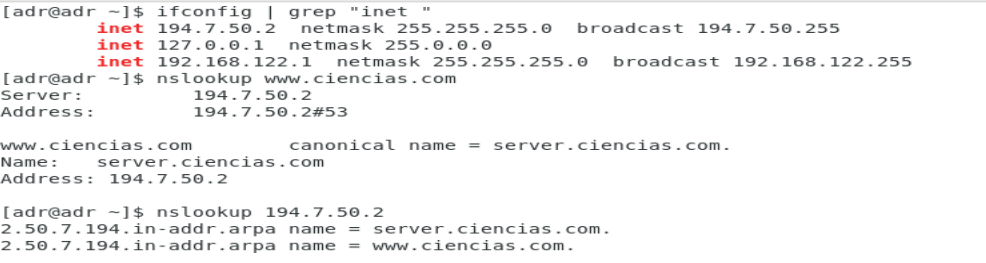 [adr@adr ~]$ ifconfig | grep "inet "
        inet 194.7.50.2  netmask 255.255.255.0  broadcast 194.7.50.255
        inet 127.0.0.1  netmask 255.0.0.0
        inet 192.168.122.1  netmask 255.255.255.0  broadcast 192.168.122.255
[adr@adr ~]$ nslookup www.ciencias.com
Server:         194.7.50.2
Address:        194.7.50.2#53

www.ciencias.com        canonical name = server.ciencias.com.
Name:   server.ciencias.com
Address: 194.7.50.2

[adr@adr ~]$ nslookup 194.7.50.2
2.50.7.194.in-addr.arpa name = server.ciencias.com.
2.50.7.194.in-addr.arpa name = www.ciencias.com.